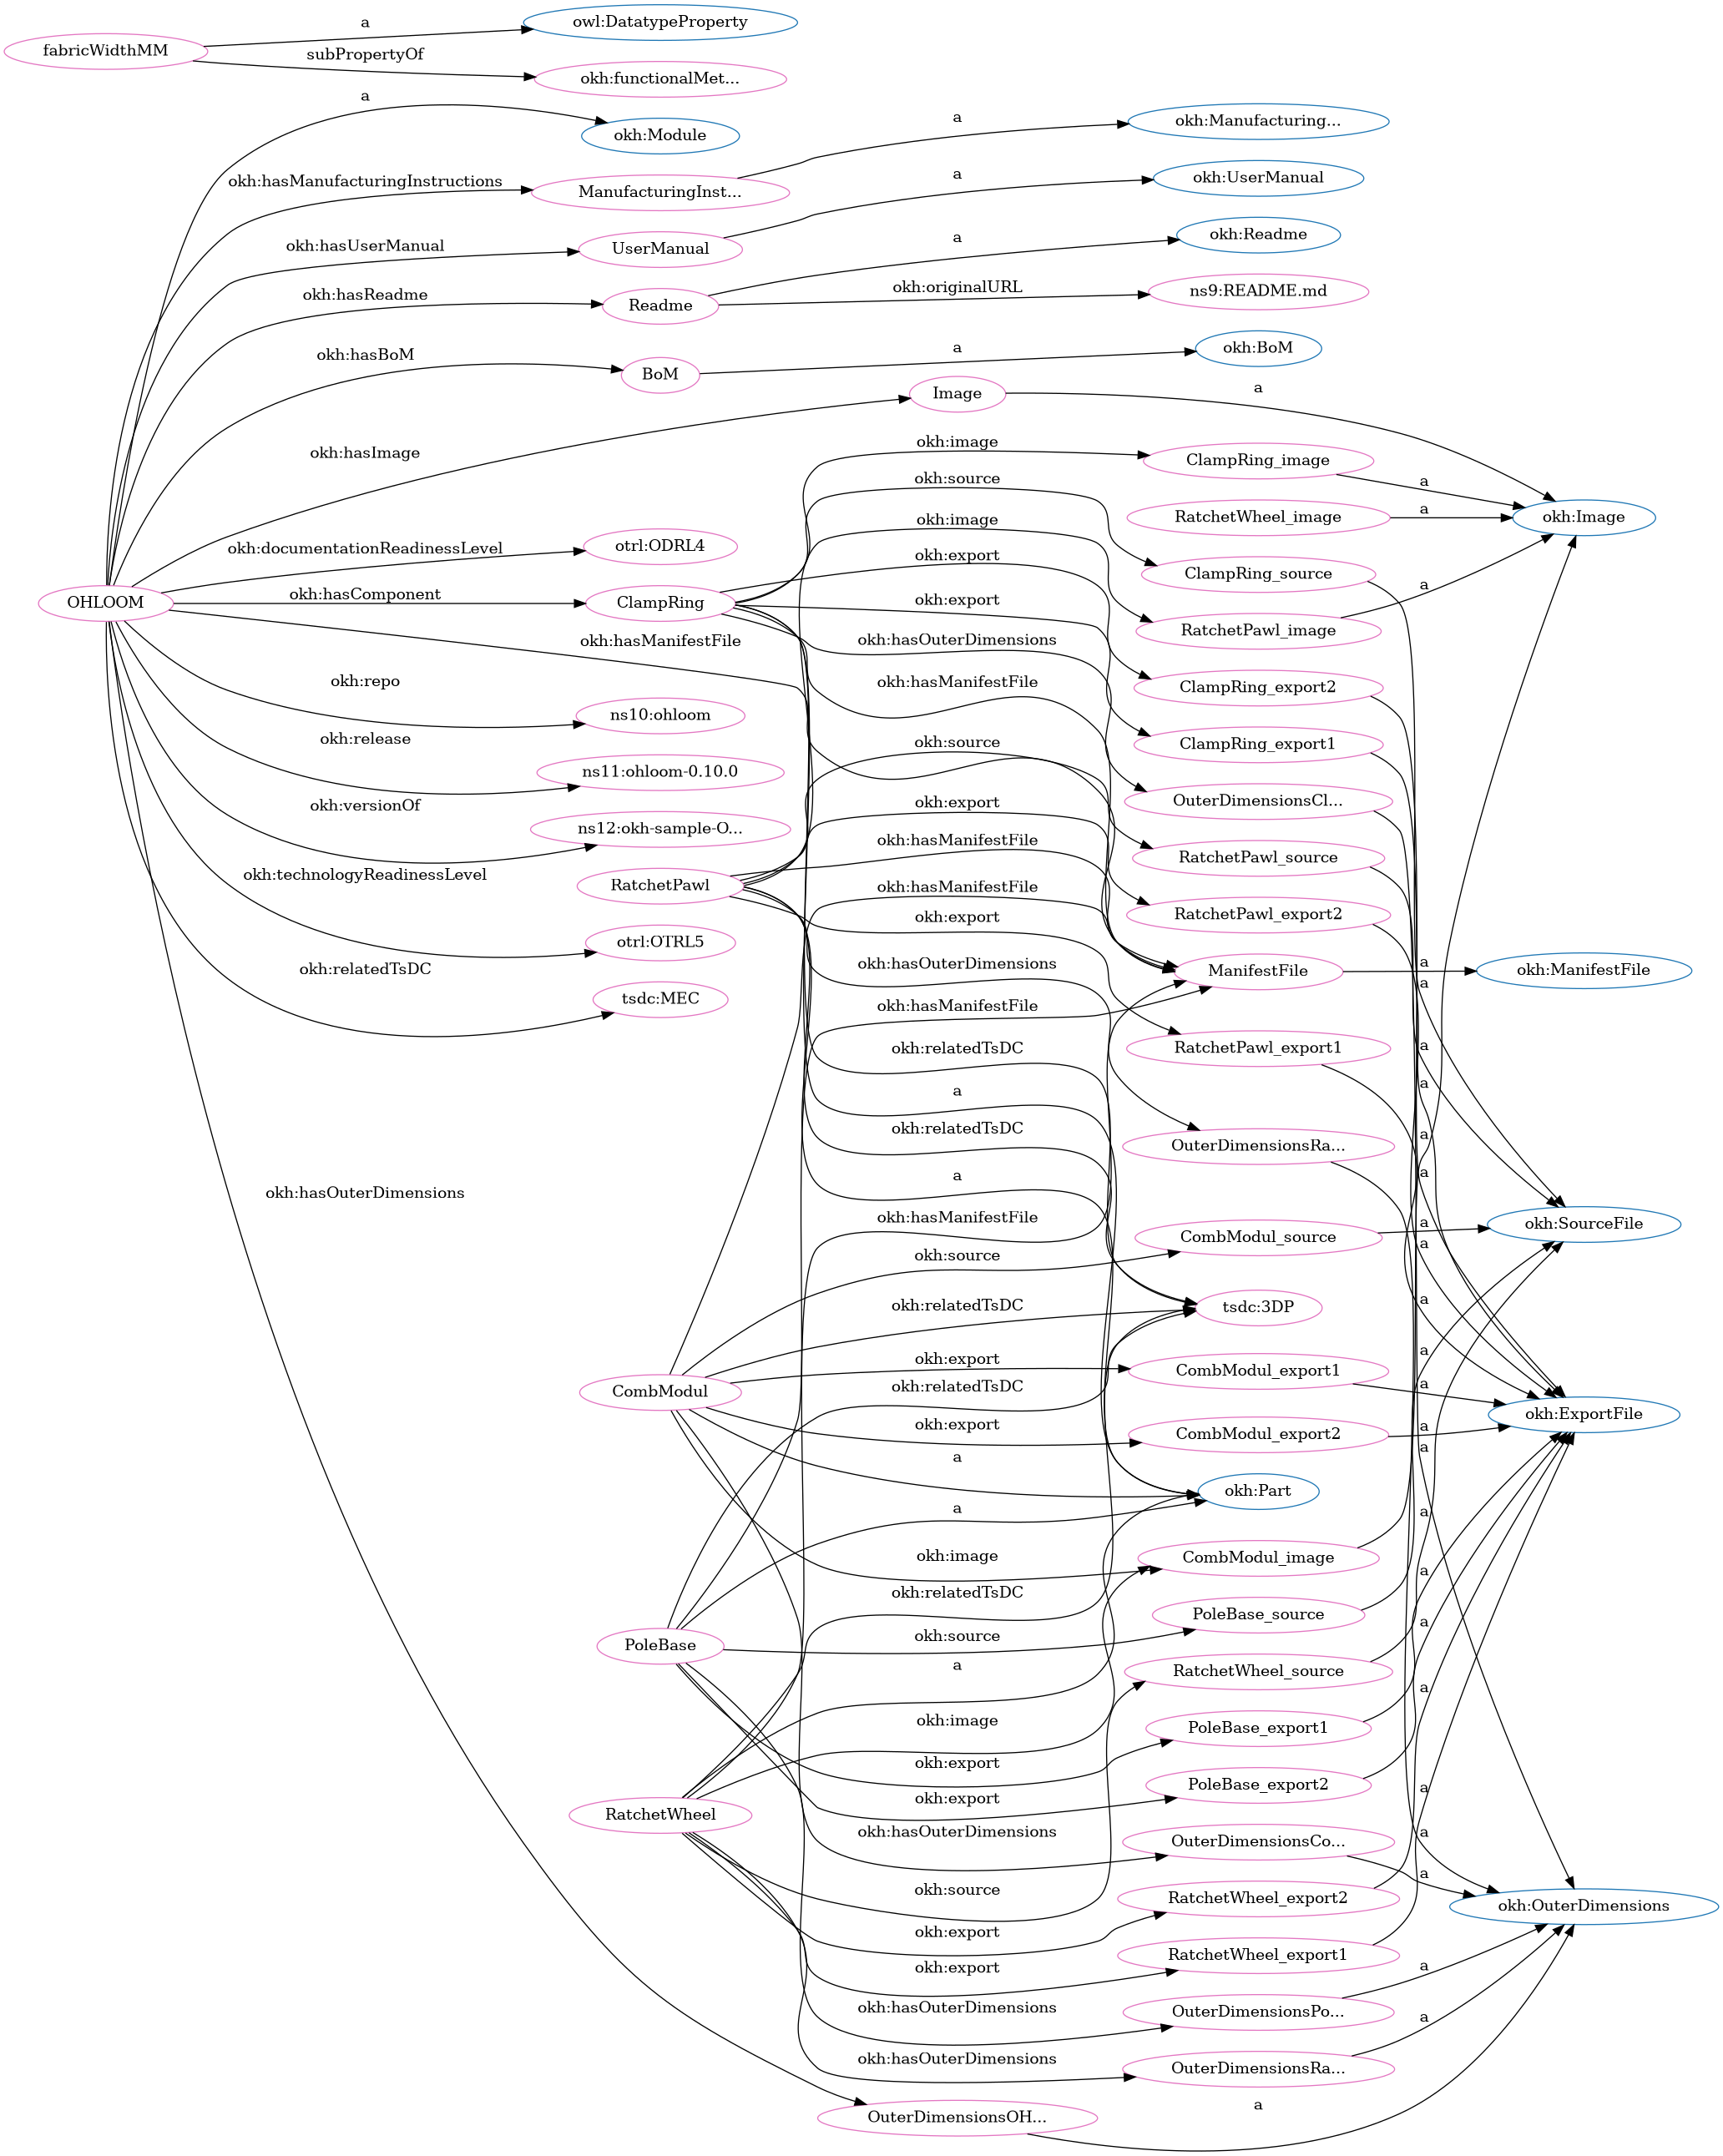 fabricWidthMM
a
owl:DatatypeProperty
subPropertyOf
okh:functionalMet...
a
okh:Module
okh:hasManufacturingInstructions
ManufacturingInst...
a
okh:Manufacturing...
okh:hasUserManual
UserManual
a
okh:UserManual
okh:hasReadme
Readme
a
okh:Readme
okh:originalURL
ns9:README.md
okh:hasBoM
BoM
a
okh:BoM
okh:hasImage
Image
a
okh:Image
OHLOOM
okh:documentationReadinessLevel
otrl:ODRL4
okh:hasComponent
ClampRing
okh:hasManifestFile
okh:repo
ns10:ohloom
okh:release
ns11:ohloom-0.10.0
okh:versionOf
ns12:okh-sample-O...
okh:technologyReadinessLevel
otrl:OTRL5
okh:relatedTsDC
tsdc:MEC
okh:hasOuterDimensions
OuterDimensionsOH...
a
okh:image
ClampRing_image
a
okh:source
RatchetWheel_image
a
okh:image
ClampRing_source
okh:export
RatchetPawl_image
a
okh:export
ClampRing_export2
okh:hasOuterDimensions
ClampRing_export1
okh:hasManifestFile
OuterDimensionsCl...
okh:source
RatchetPawl_source
okh:export
RatchetPawl_export2
RatchetPawl
okh:hasManifestFile
okh:hasManifestFile
okh:export
ManifestFile
a
okh:ManifestFile
a
okh:hasOuterDimensions
okh:hasManifestFile
RatchetPawl_export1
a
okh:relatedTsDC
a
a
okh:relatedTsDC
OuterDimensionsRa...
a
a
a
okh:hasManifestFile
CombModul_source
a
okh:SourceFile
a
okh:source
okh:relatedTsDC
tsdc:3DP
a
okh:export
CombModul_export1
a
CombModul
okh:relatedTsDC
a
okh:ExportFile
okh:export
CombModul_export2
a
a
a
okh:Part
a
a
okh:image
CombModul_image
a
okh:relatedTsDC
PoleBase_source
a
PoleBase
okh:source
a
RatchetWheel_source
a
okh:image
PoleBase_export1
okh:export
PoleBase_export2
a
okh:export
RatchetWheel
okh:hasOuterDimensions
OuterDimensionsCo...
a
a
okh:source
RatchetWheel_export2
okh:OuterDimensions
okh:export
RatchetWheel_export1
okh:export
okh:hasOuterDimensions
OuterDimensionsPo...
a
okh:hasOuterDimensions
OuterDimensionsRa...
a